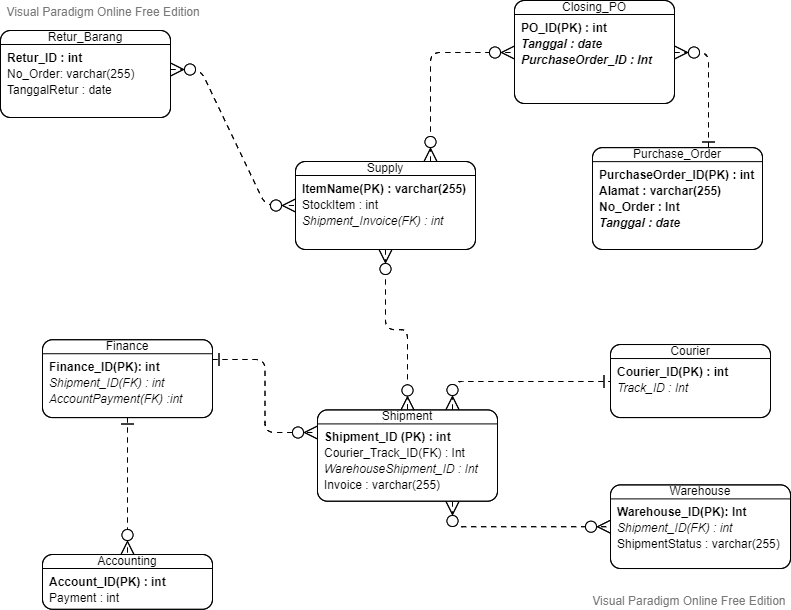 Visual Paradigm Online Free Edition
Closing_PO
PO_ID(PK) : int
Tanggal : date
PurchaseOrder_ID : Int
Retur_Barang
Retur_ID : int
No_Order: varchar(255)
TanggalRetur : date
Purchase_Order
PurchaseOrder_ID(PK) : int
Alamat : varchar(255)
No_Order : Int
Tanggal : date
Supply
ItemName(PK) : varchar(255)
StockItem : int
Shipment_Invoice(FK) : int
Finance
Finance_ID(PK): int
Shipment_ID(FK) : int
AccountPayment(FK) :int
Courier
Courier_ID(PK) : int
Track_ID : Int
Shipment
Shipment_ID (PK) : int
Courier_Track_ID(FK) : Int
WarehouseShipment_ID : Int
Invoice : varchar(255)
Warehouse
Warehouse_ID(PK): Int
Shipment_ID(FK) : int
ShipmentStatus : varchar(255)
Accounting
Account_ID(PK) : int
Payment : int
Visual Paradigm Online Free Edition